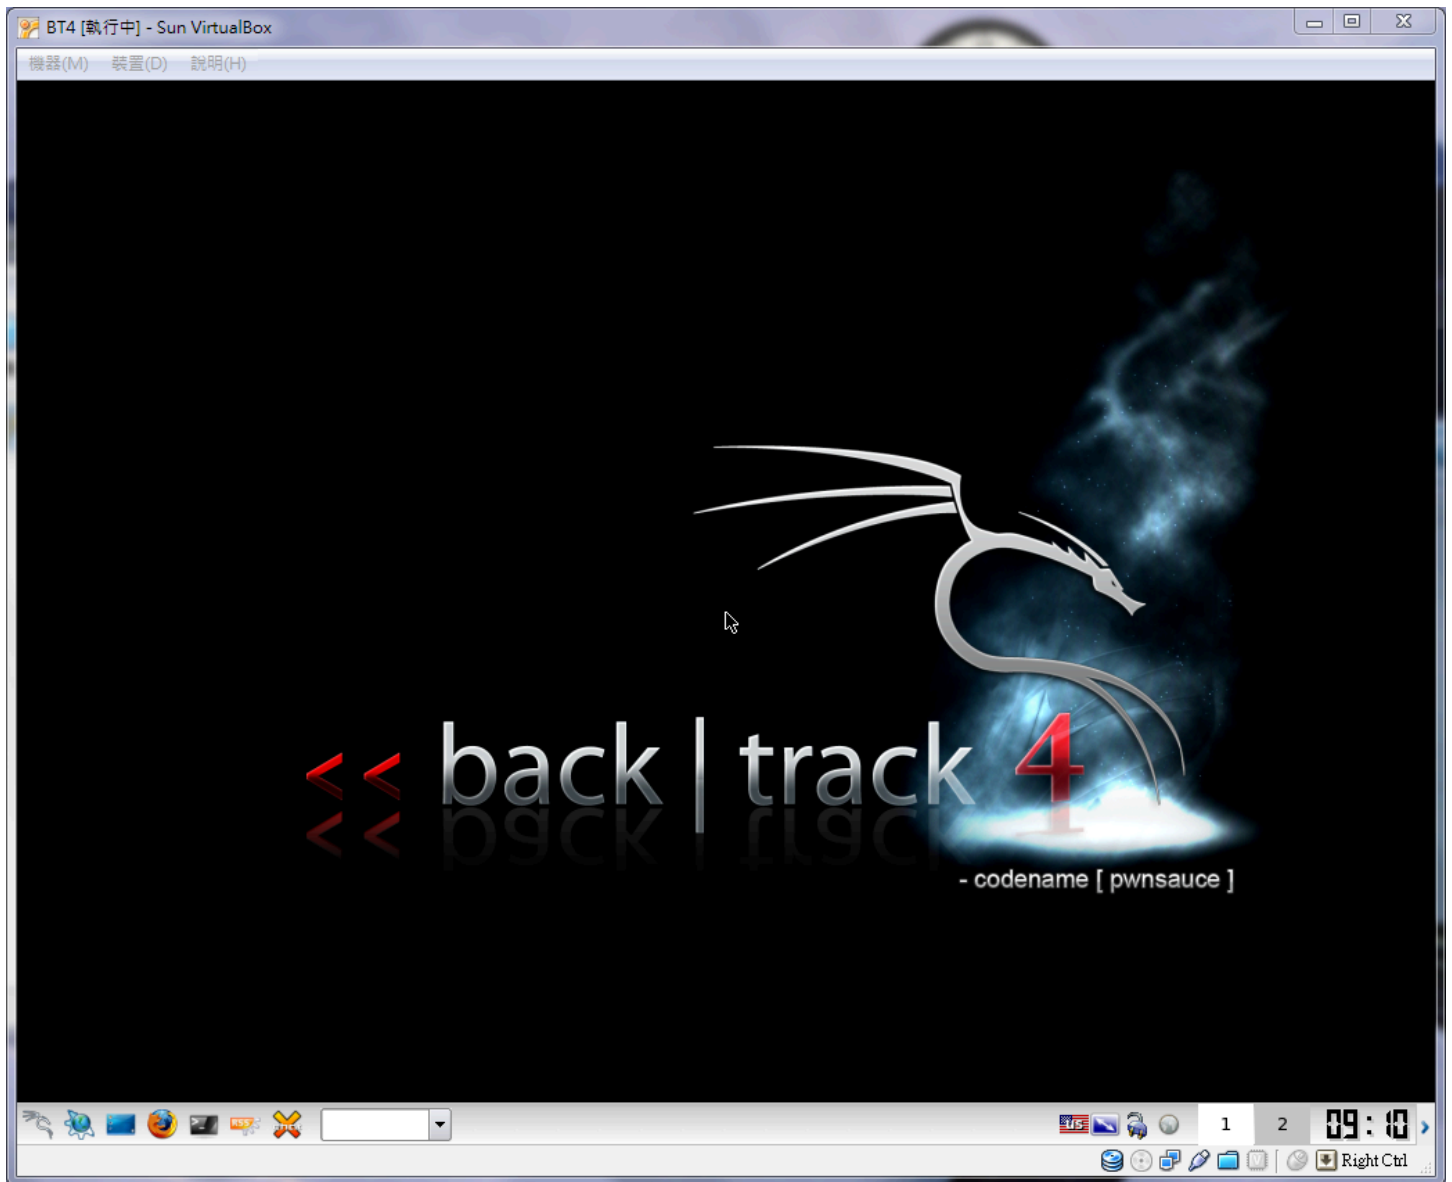 BT4 [執行中] - Sun VirtualBox
機器(M) 裝置(D) 說明(H)
<< back | track 4
- codename [ pwnsauce ]
US 1 2 09:10
Right Ctrl